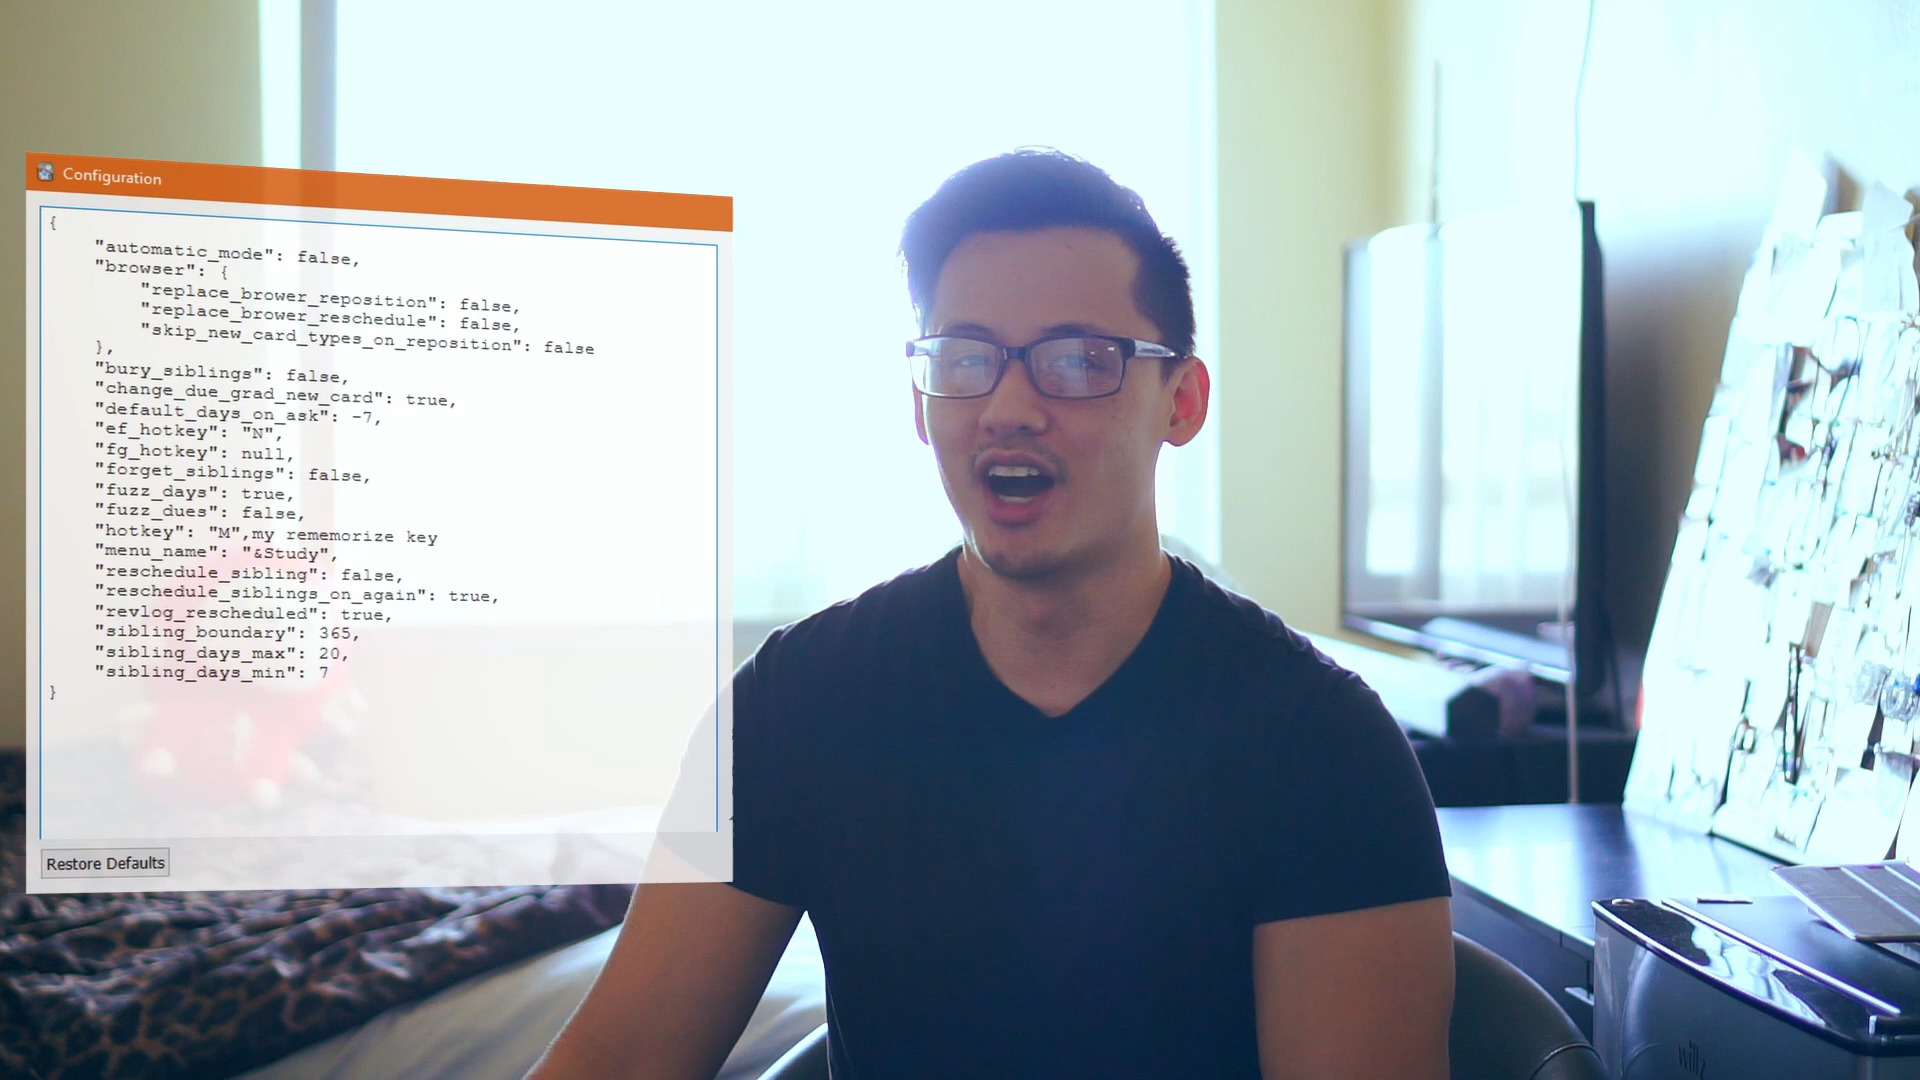 Configuration
{
"automatic_mode": false,
"browser": {
"replace_brower_reposition": false,
"replace_brower_reschedule": false,
"skip_new_card_types_on_reposition": false
},
"bury_siblings": false,
"change_due_grad_new_card": true,
"default_days_on_ask": -7,
"ef_hotkey": "N",
"fg_hotkey": null,
"forget_siblings": false,
"fuzz_days": true,
"fuzz_dues": false,
"hotkey": "M",my rememorize key
"menu_name": "&Study",
"reschedule_sibling": false,
"reschedule_siblings_on_again": true,
"revlog_rescheduled": true,
"sibling_boundary": 365,
"sibling_days_max": 20,
"sibling_days_min": 7
}
Restore Defaults